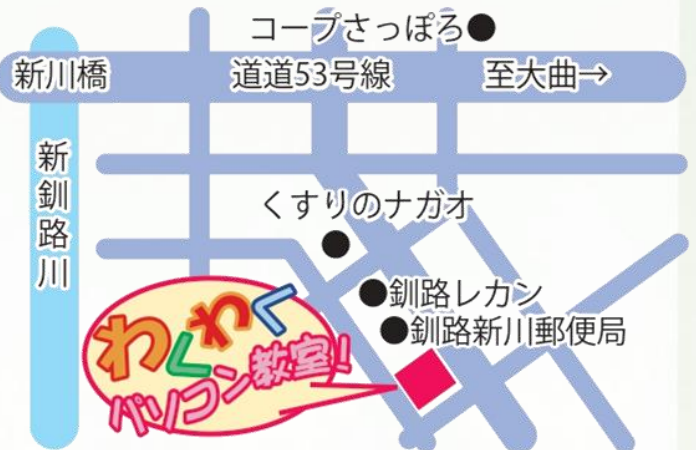 コープさっぽろ●
新川橋
道道53号線
至大曲→
新釧路川
くすりのナガオ
●
●釧路レカン
●釧路新川郵便局
わくわく
パソコン教室!